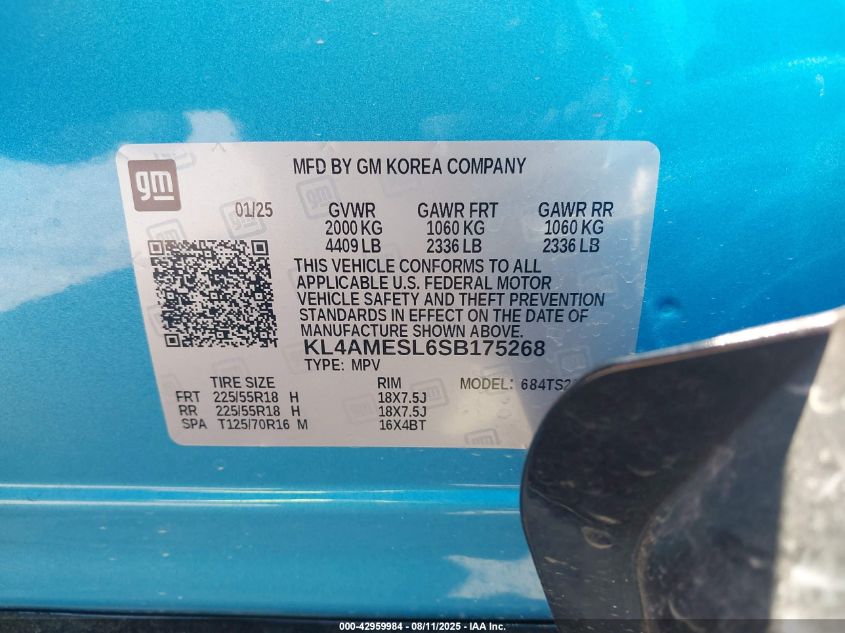 gm
MFD BY GM KOREA COMPANY
01/25 GVWR GAWR FRT GAWR RR
2000 KG 1060 KG 1060 KG
4409 LB 2336 LB 2336 LB
THIS VEHICLE CONFORMS TO ALL
APPLICABLE U.S. FEDERAL MOTOR
VEHICLE SAFETY AND THEFT PREVENTION
STANDARDS IN EFFECT ON THE DATE OF
MANUFACTURE SHOWN ABOVE.
KL4AMESL6SB175268
TYPE: MPV
TIRE SIZE RIM MODEL: 684TS2
FRT 225/55R18 H 18X7.5J
RR 225/55R18 H 18X7.5J
SPA T125/70R16 M 16X4BT
000-42959984 - 08/11/2025 - IAA Inc.